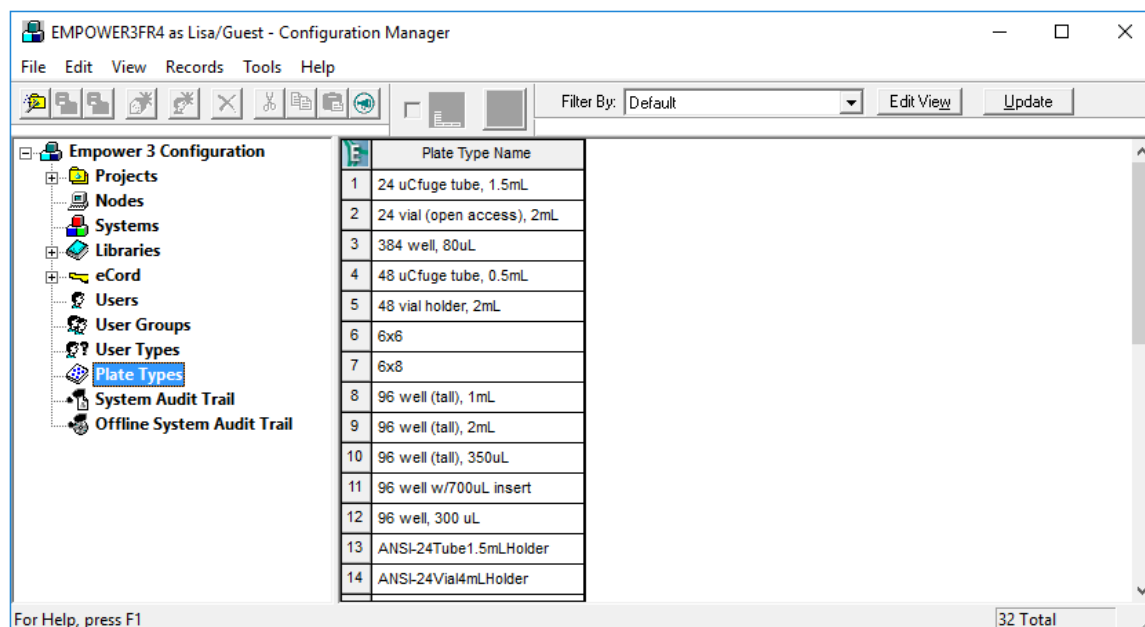 EMPOWER3FR4 as Lisa/Guest - Configuration Manager
File Edit View Records Tools Help
Filter By: Default Edit View Update
Empower 3 Configuration
Projects
Nodes
Systems
Libraries
eCord
Users
User Groups
User Types
Plate Types
System Audit Trail
Offline System Audit Trail
Plate Type Name
1 24 uCfuge tube, 1.5mL
2 24 vial (open access), 2mL
3 384 well, 80uL
4 48 uCfuge tube, 0.5mL
5 48 vial holder, 2mL
6 6x6
7 6x8
8 96 well (tall), 1mL
9 96 well (tall), 2mL
10 96 well (tall), 350uL
11 96 well w/700uL insert
12 96 well, 300 uL
13 ANSI-24Tube1.5mLHolder
14 ANSI-24Vial4mLHolder
For Help, press F1
32 Total